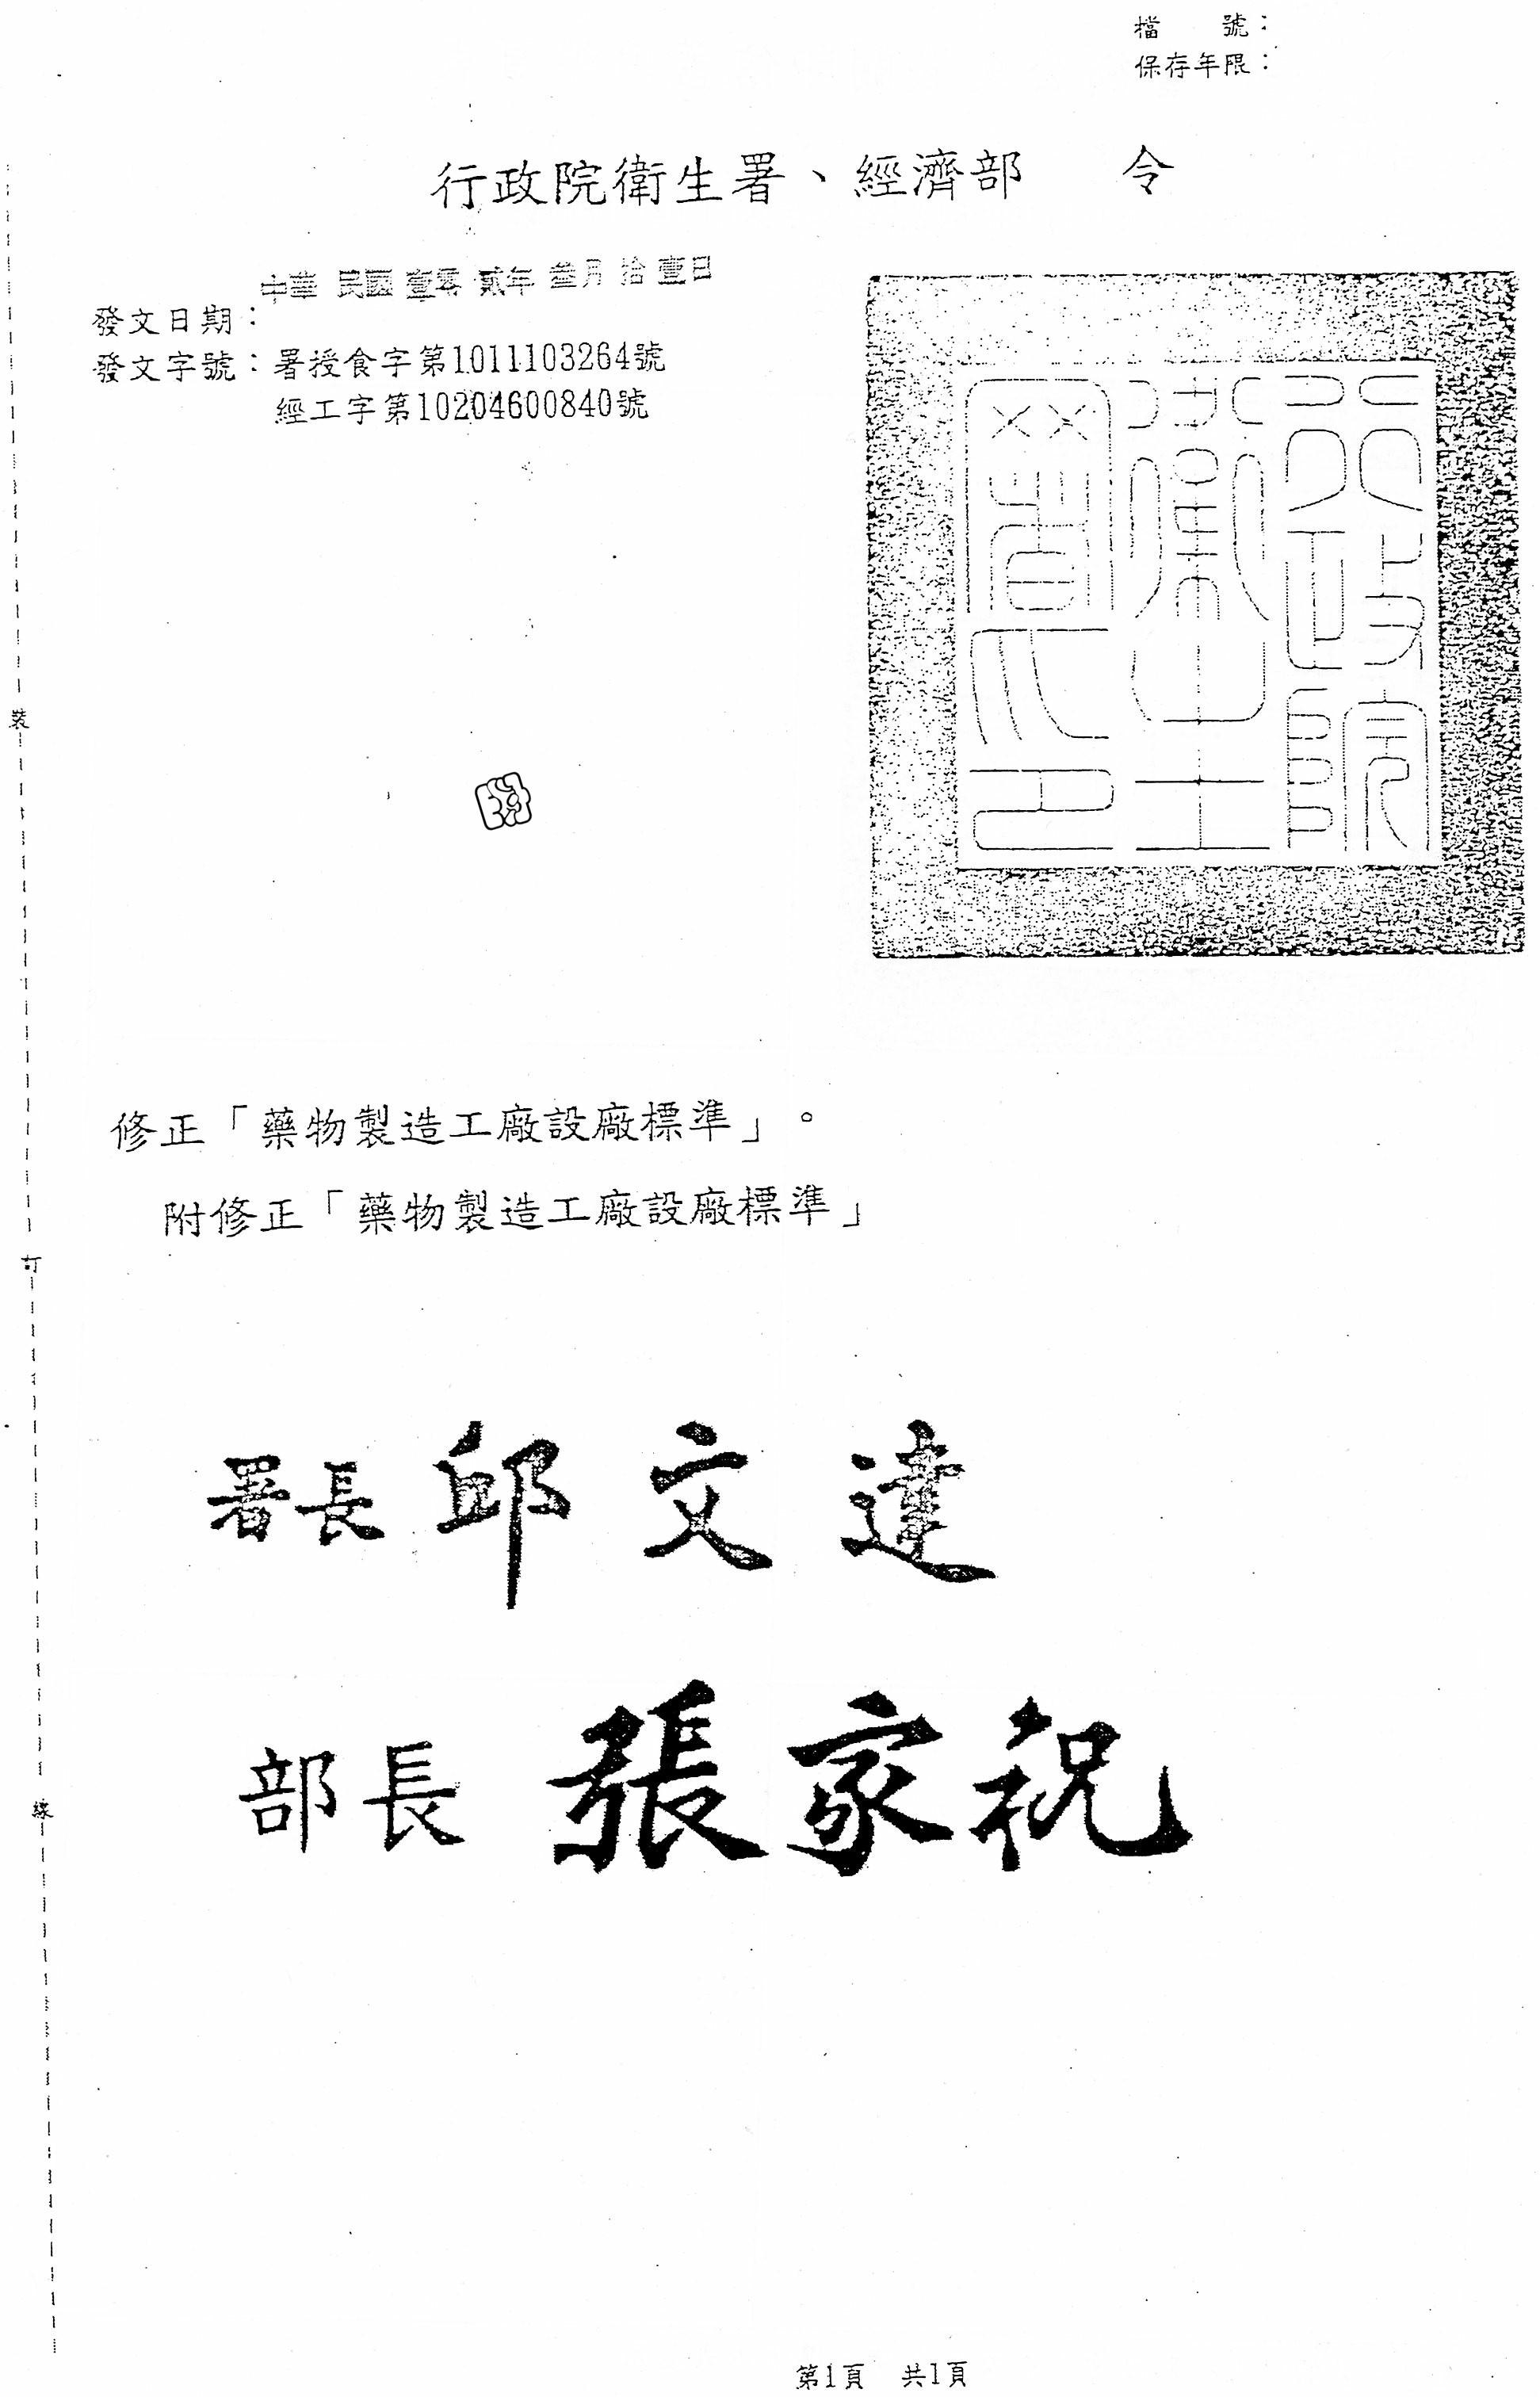 檔　　號：
保存年限：
行政院衛生署、經濟部　令
中華民國壹零貳年叁月拾壹日
發文日期：
發文字號：署授食字第1011103264號
經工字第10204600840號
行政院衛生署之印
修正「藥物製造工廠設廠標準」。
附修正「藥物製造工廠設廠標準」
署長 邱文達
部長 張家祝
裝
訂
線
第1頁　共1頁